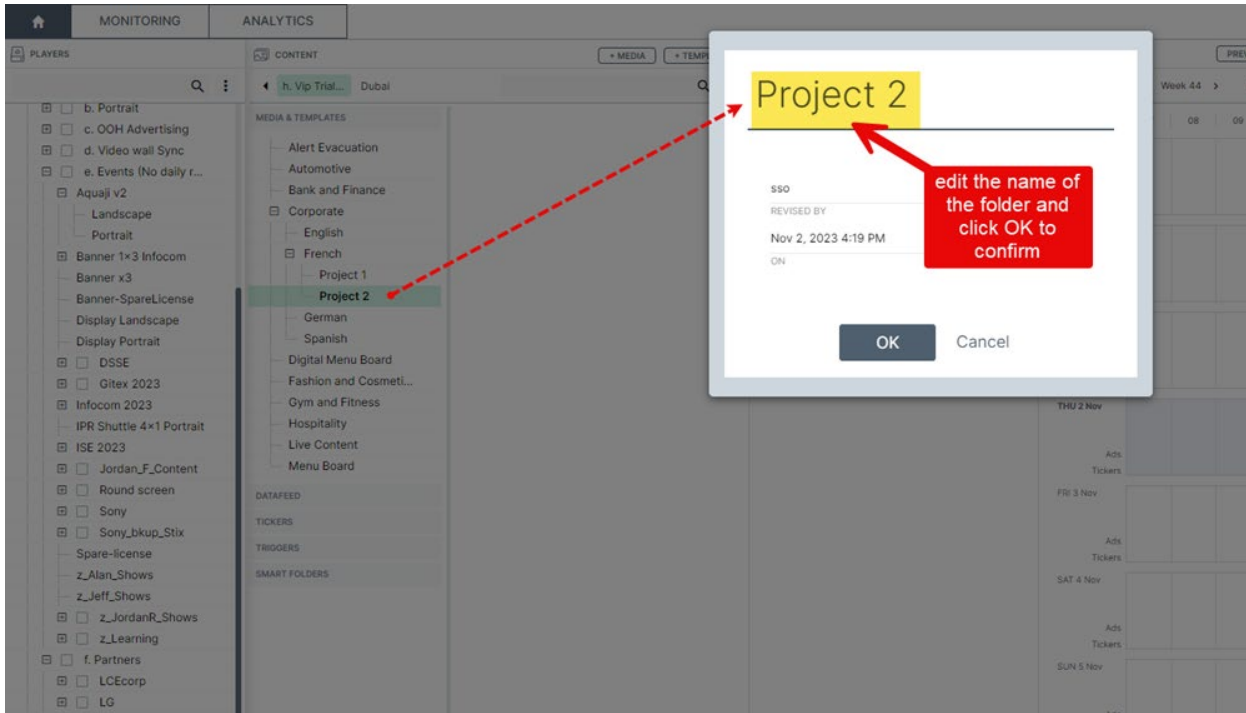 MONITORING
ANALYTICS
PLAYERS
b. Portrait
c. OOH Advertising
d. Video wall Sync
e. Events (No daily r...
Aquaji v2
Landscape
Portrait
Banner 1×3 Infocom
Banner x3
Banner-SpareLicense
Display Landscape
Display Portrait
DSSE
Gitex 2023
Infocom 2023
IPR Shuttle 4×1 Portrait
ISE 2023
Jordan_F_Content
Round screen
Sony
Sony_bkup_Stix
Spare-license
z_Alan_Shows
z_Jeff_Shows
z_JordanR_Shows
z_Learning
f. Partners
LCEcorp
LG
CONTENT
+ MEDIA
+ TEMP
h. Vip Trial...
Dubai
MEDIA & TEMPLATES
Alert Evacuation
Automotive
Bank and Finance
Corporate
English
French
Project 1
Project 2
German
Spanish
Digital Menu Board
Fashion and Cosmeti...
Gym and Fitness
Hospitality
Live Content
Menu Board
DATAFEED
TICKERS
TRIGGERS
SMART FOLDERS
Project 2
sso
REVISED BY
Nov 2, 2023 4:19 PM
ON
edit the name of
the folder and
click OK to
confirm
OK
Cancel
PREV
Week 44
08
09
THU 2 Nov
Ads
Tickers
FRI 3 Nov
Ads
Tickers
SAT 4 Nov
Ads
Tickers
SUN 5 Nov